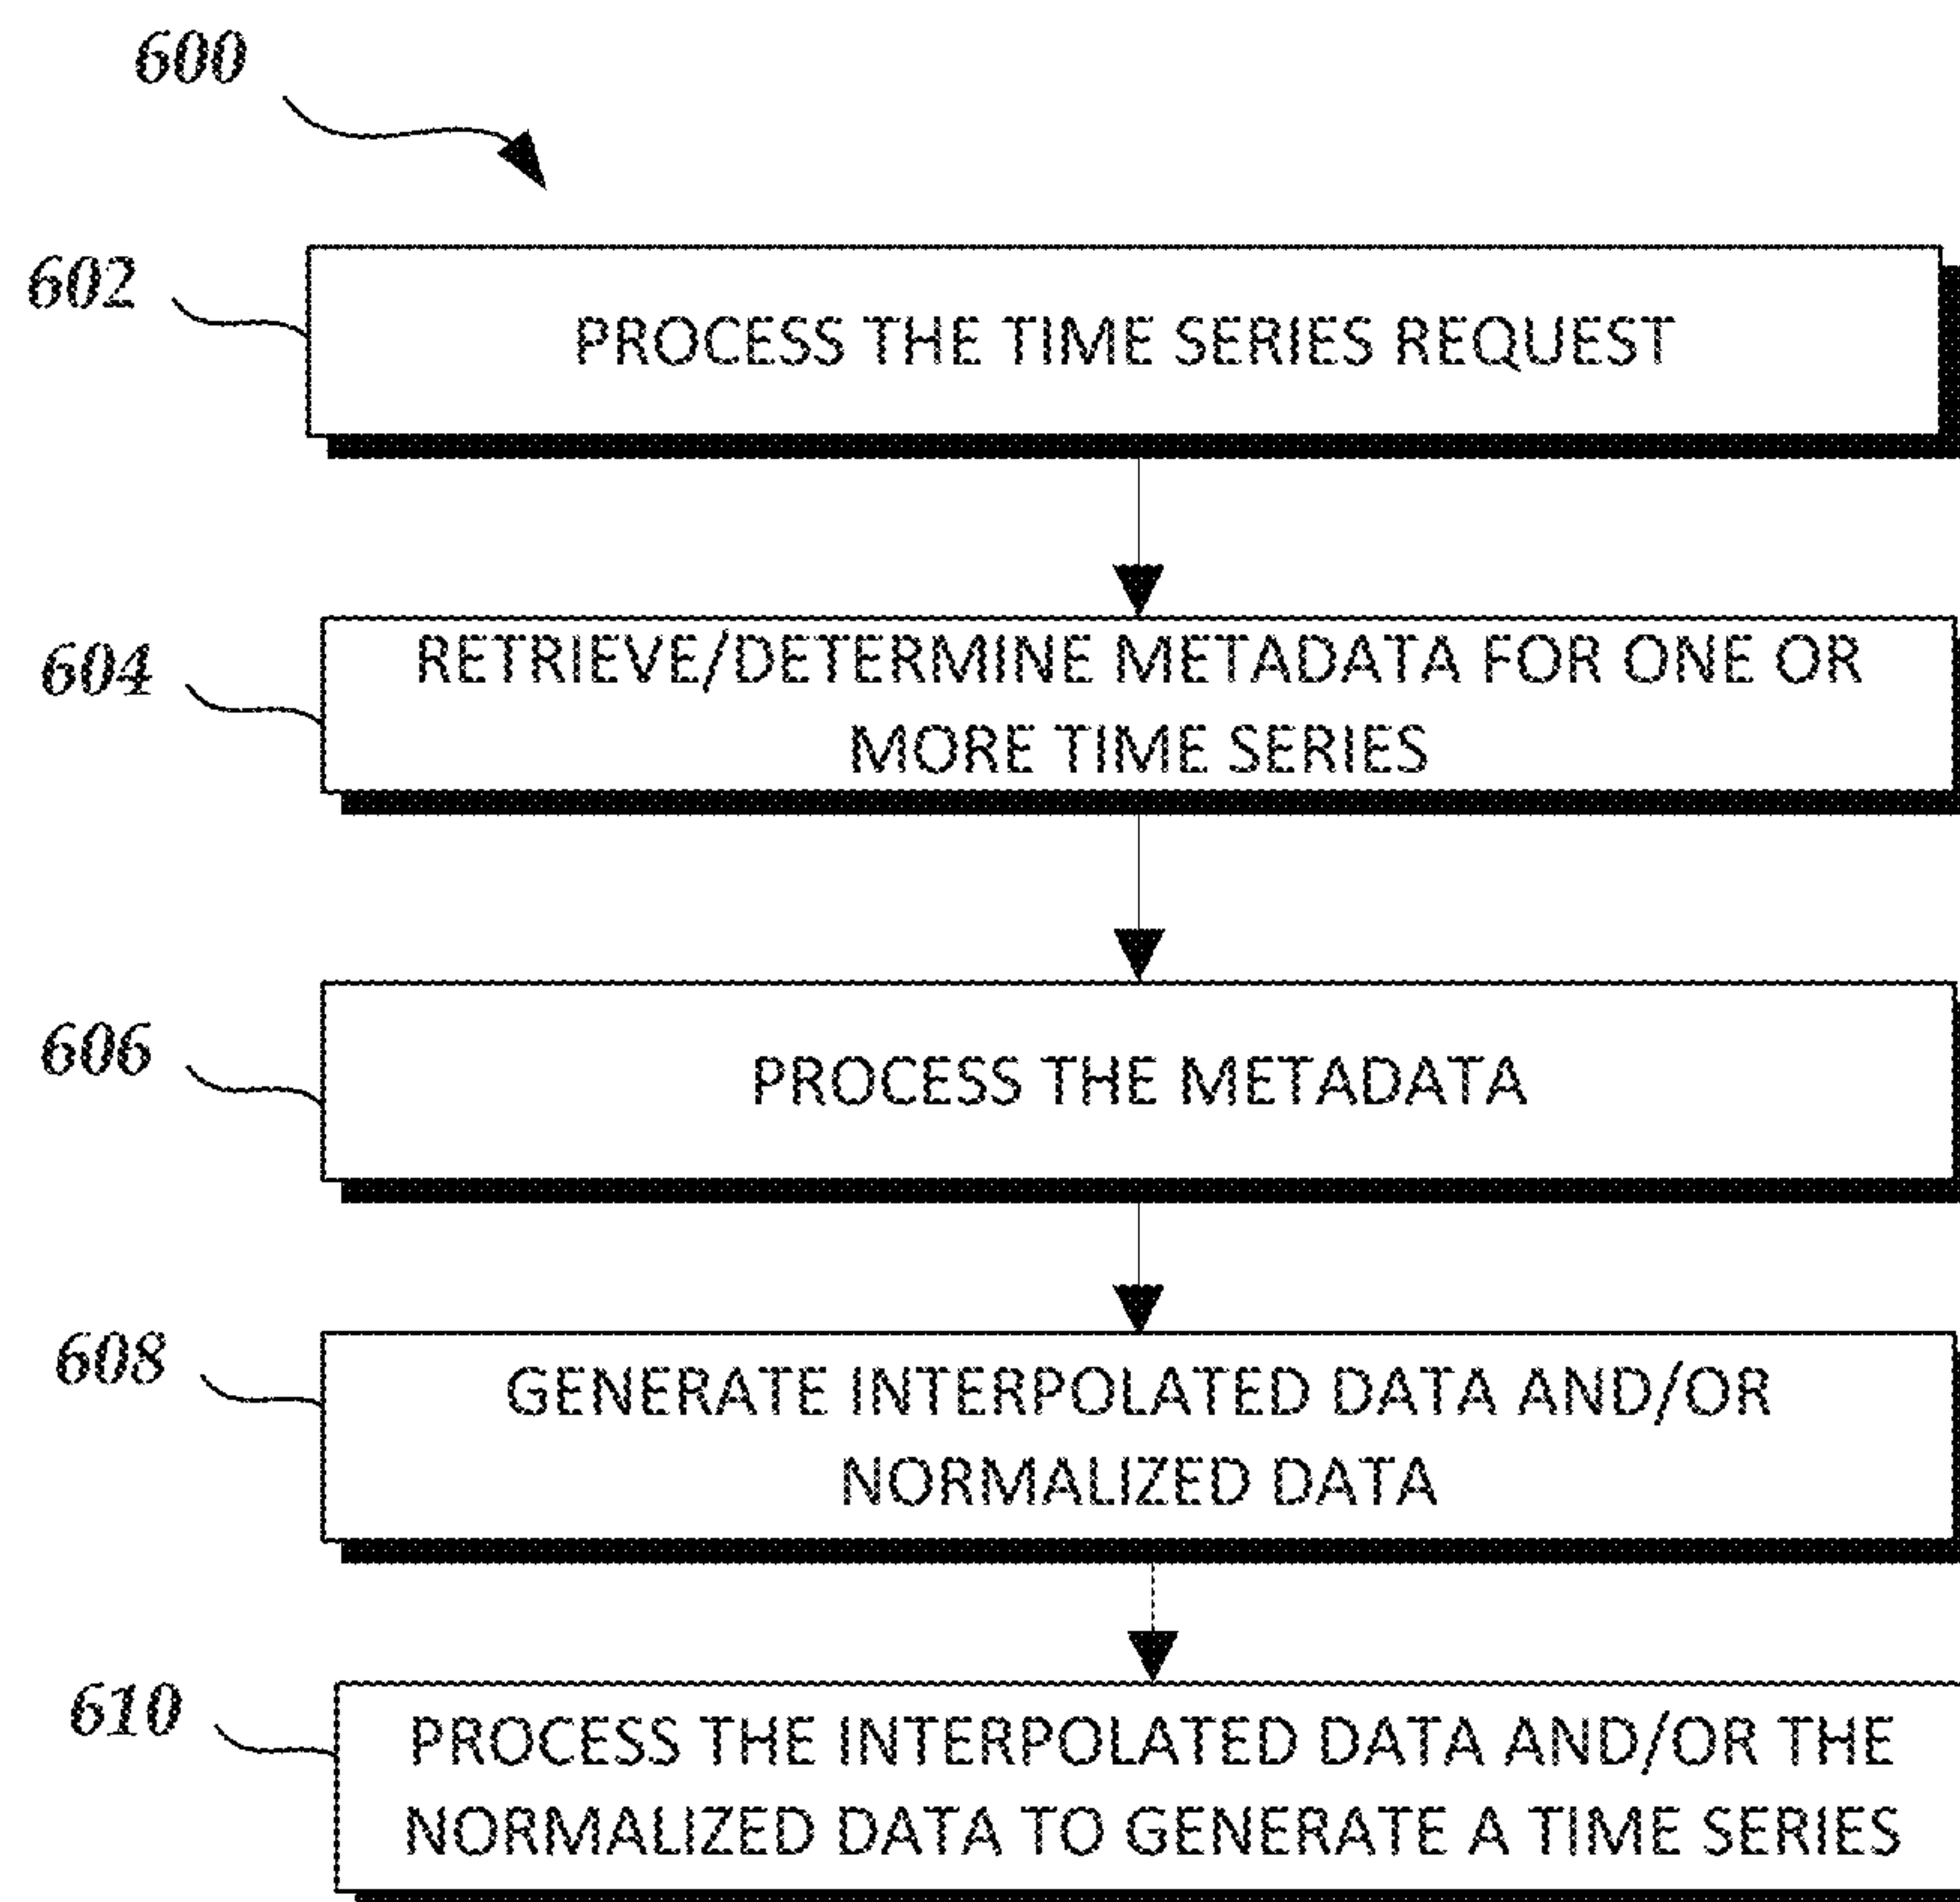 600
602
PROCESS THE TIME SERIES REQUEST
604
RETRIEVE/DETERMINE METADATA FOR ONE OR
MORE TIME SERIES
606
PROCESS THE METADATA
608
GENERATE INTERPOLATED DATA AND/OR
NORMALIZED DATA
610
PROCESS THE INTERPOLATED DATA AND/OR THE
NORMALIZED DATA TO GENERATE A TIME SERIES